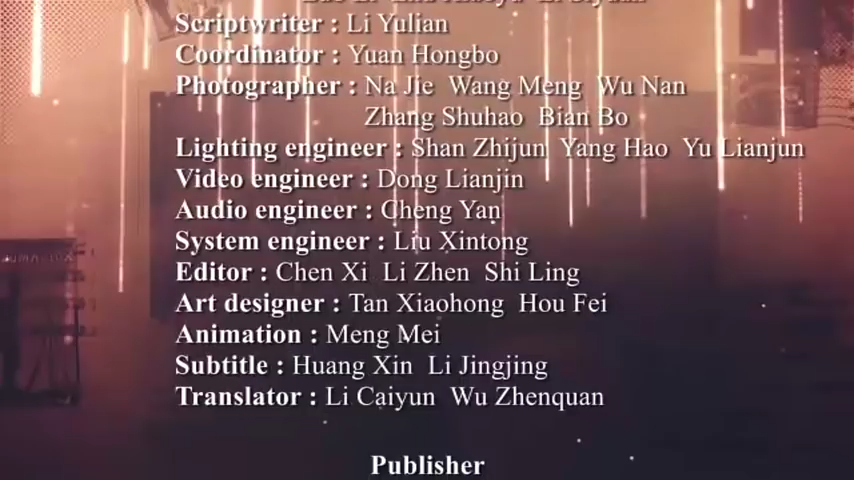 Scriptwriter : Li Yulian
Coordinator : Yuan Hongbo
Photographer : Na Jie Wang Meng Wu Nan
Zhang Shuhao Bian Bo
Lighting engineer : Shan Zhijun Yang Hao Yu Lianjun
Video engineer : Dong Lianjin
Audio engineer : Cheng Yan
System engineer : Liu Xintong
Editor : Chen Xi Li Zhen Shi Ling
Art designer : Tan Xiaohong Hou Fei
Animation : Meng Mei
Subtitle : Huang Xin Li Jingjing
Translator : Li Caiyun Wu Zhenquan
Publisher